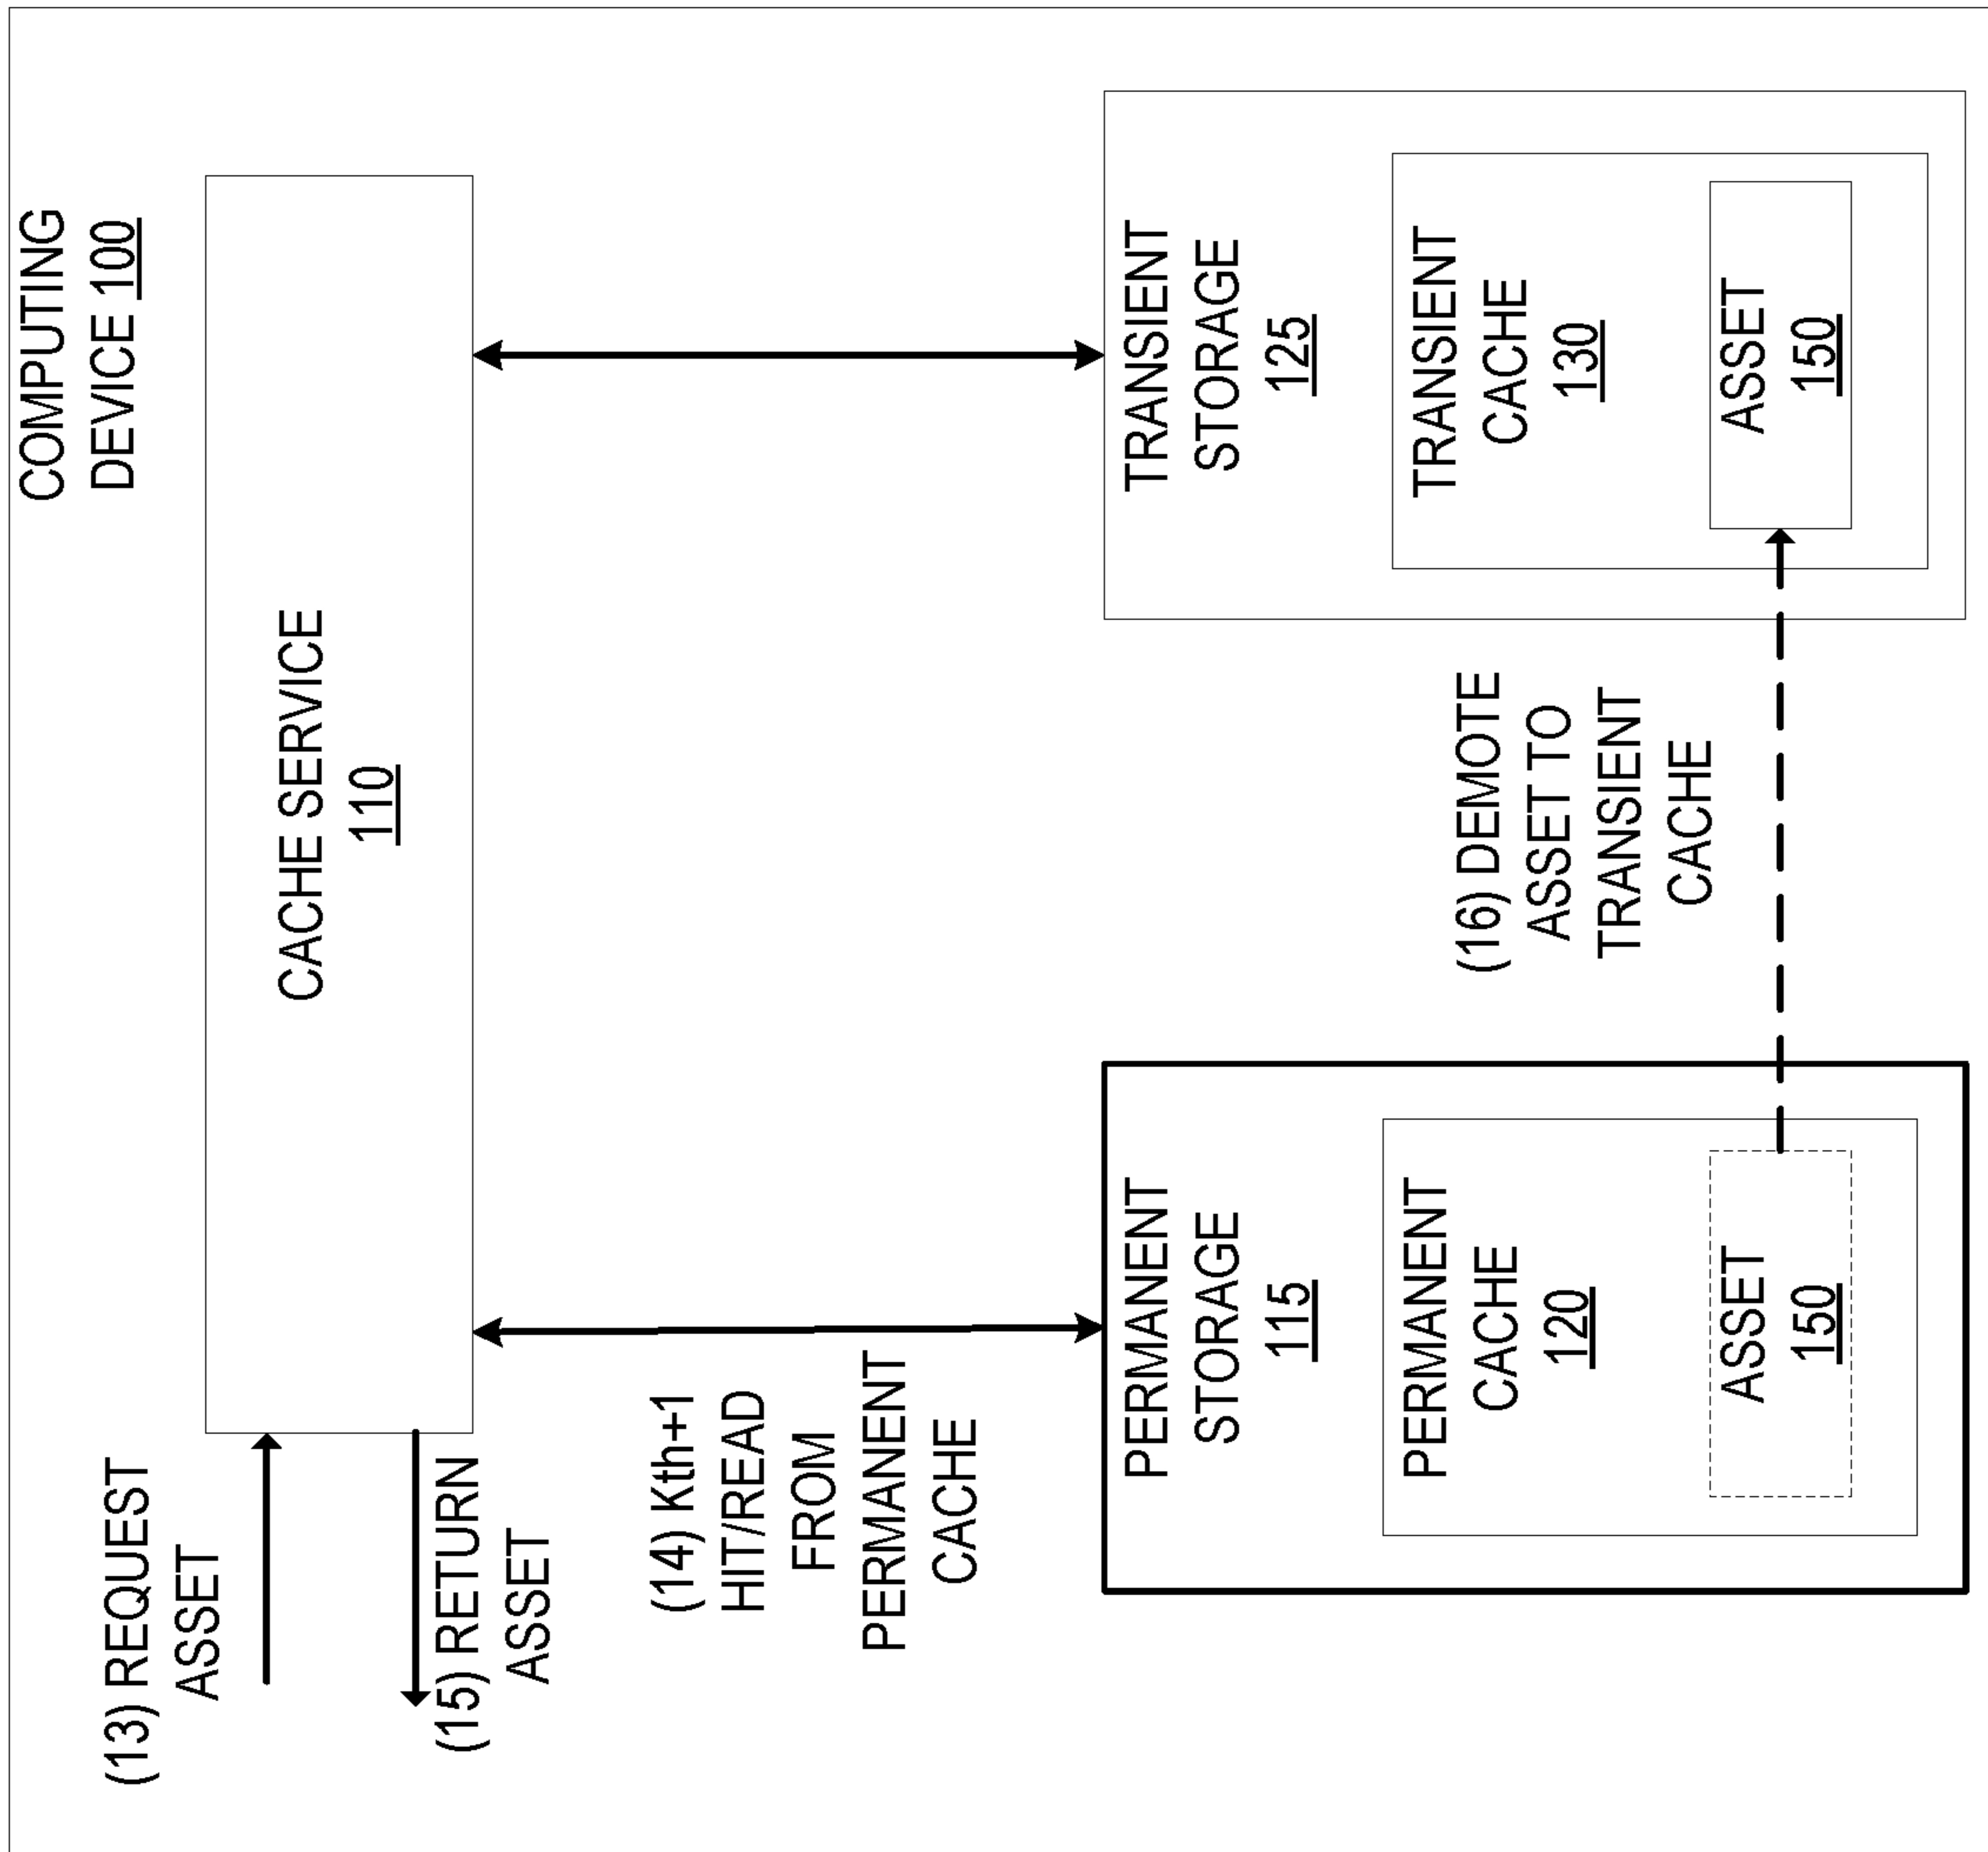 COMPUTING
DEVICE 100
(13) REQUEST
ASSET
CACHE SERVICE
110
(15) RETURN
ASSET
(14) Kth+1
HIT/READ
FROM
PERMANENT
CACHE
PERMANENT
STORAGE
115
PERMANENT
CACHE
120
ASSET
150
(16) DEMOTE
ASSET TO
TRANSIENT
CACHE
TRANSIENT
STORAGE
125
TRANSIENT
CACHE
130
ASSET
150